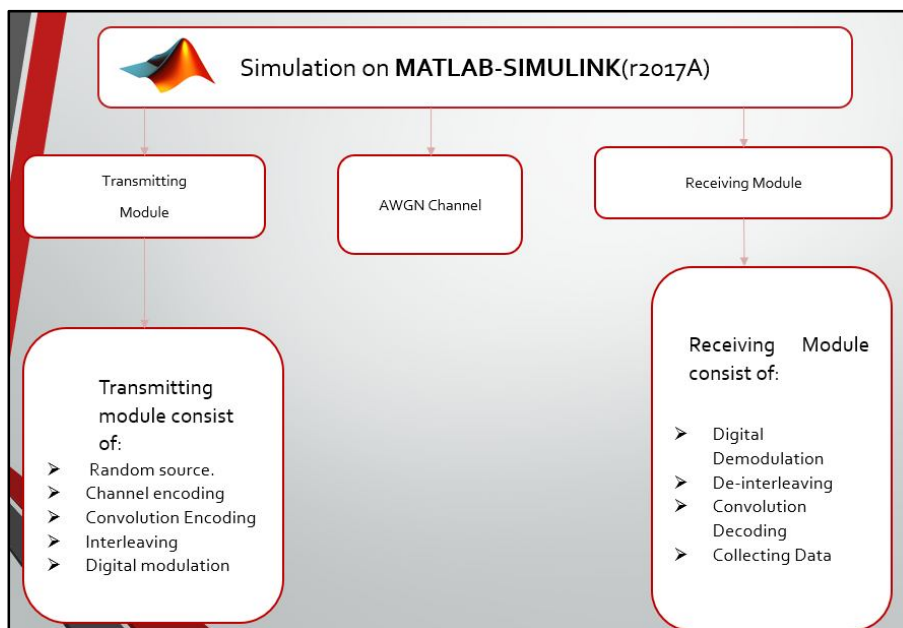 Simulation on MATLAB-SIMULINK(r2017A)
Transmitting
Module
AWGN Channel
Receiving Module
Transmitting
module consist
of:
➢ Random source.
➢ Channel encoding
➢ Convolution Encoding
➢ Interleaving
➢ Digital modulation
Receiving Module
consist of:
➢ Digital
Demodulation
➢ De-interleaving
➢ Convolution
Decoding
➢ Collecting Data